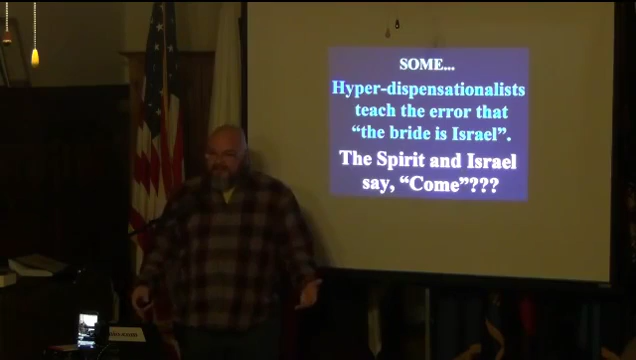 SOME...
Hyper-dispensationalists
teach the error that
“the bride is Israel”.
The Spirit and Israel
say, “Come”???